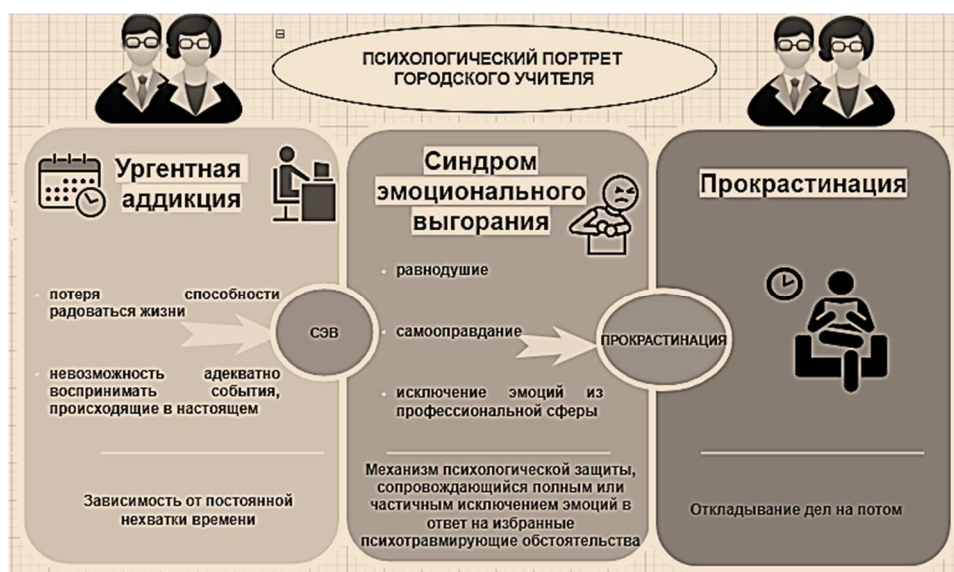 ПСИХОЛОГИЧЕСКИЙ ПОРТРЕТ
ГОРОДСКОГО УЧИТЕЛЯ
Ургентная
аддикция
потеря способности
радоваться жизни
невозможность адекватно
воспринимать события,
происходящие в настоящем
Зависимость от постоянной
нехватки времени
СЭВ
Синдром
эмоционального
выгорания
равнодушие
самооправдание
исключение эмоций из
профессиональной сферы
Механизм психологической защиты,
сопровождающийся полным или
частичным исключением эмоций в
ответ на избранные
психотравмирующие обстоятельства
ПРОКРАСТИНАЦИЯ
Прокрастинация
Откладывание дел на потом